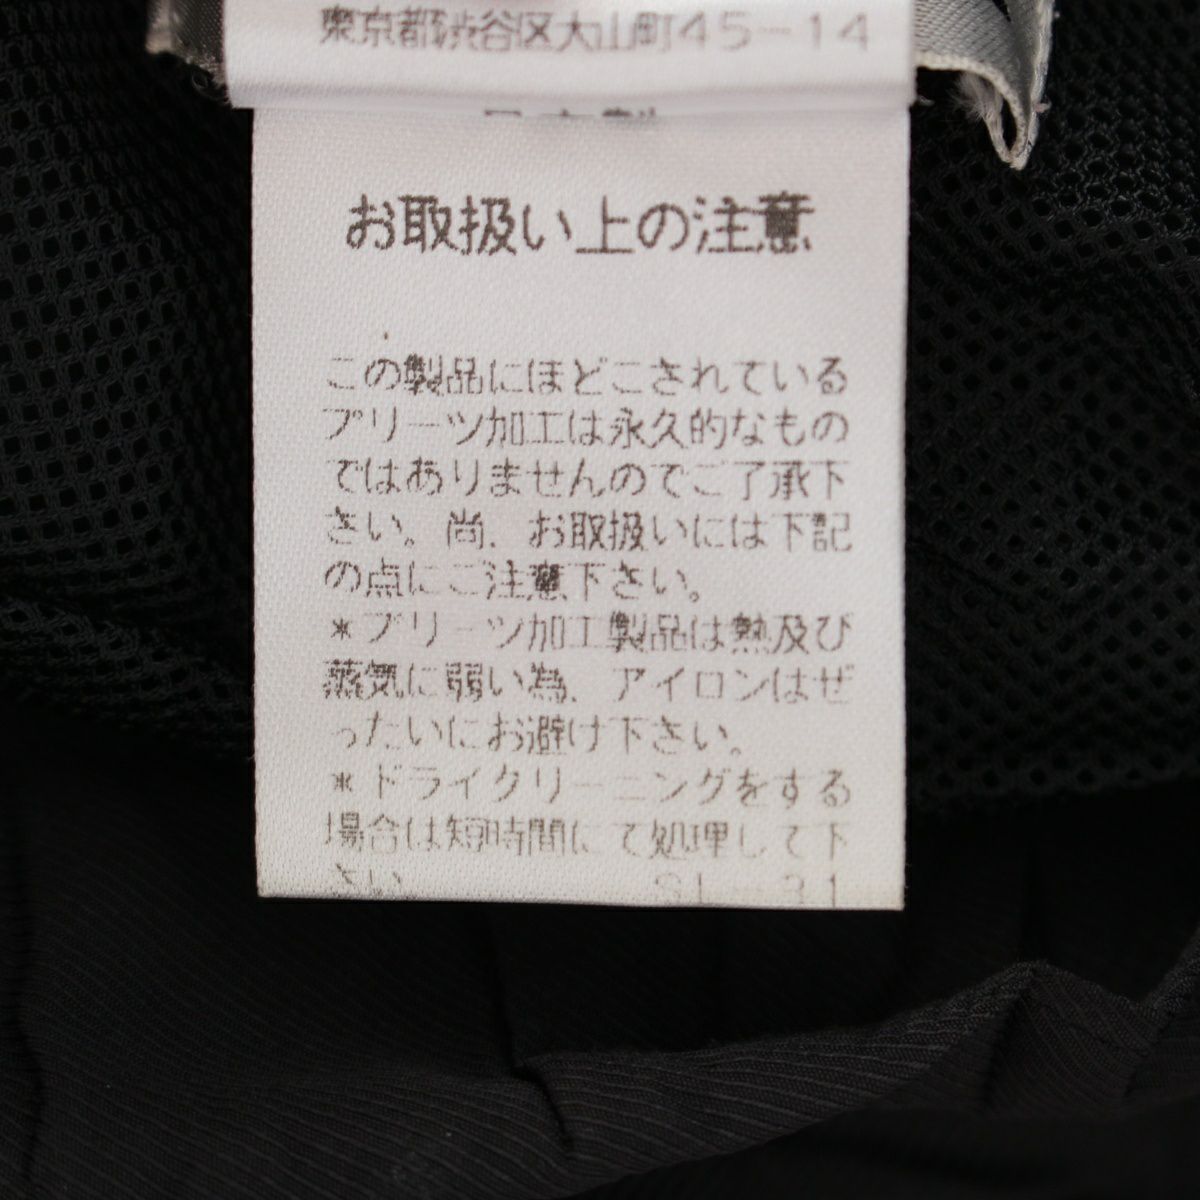 東京都渋谷区大山町45-14
お取扱い上の注意
この製品にほどこされている
プリーツ加工は永久的なもの
ではありませんのでご了承下
さい。尚、お取扱いには下記
の点にご注意下さい。
*プリーツ加工製品は熱及び
蒸気に弱い為、アイロンはぜ
ったいにお避け下さい。
*ドライクリーニングをする
場合は短時間にて処理して下
さい。